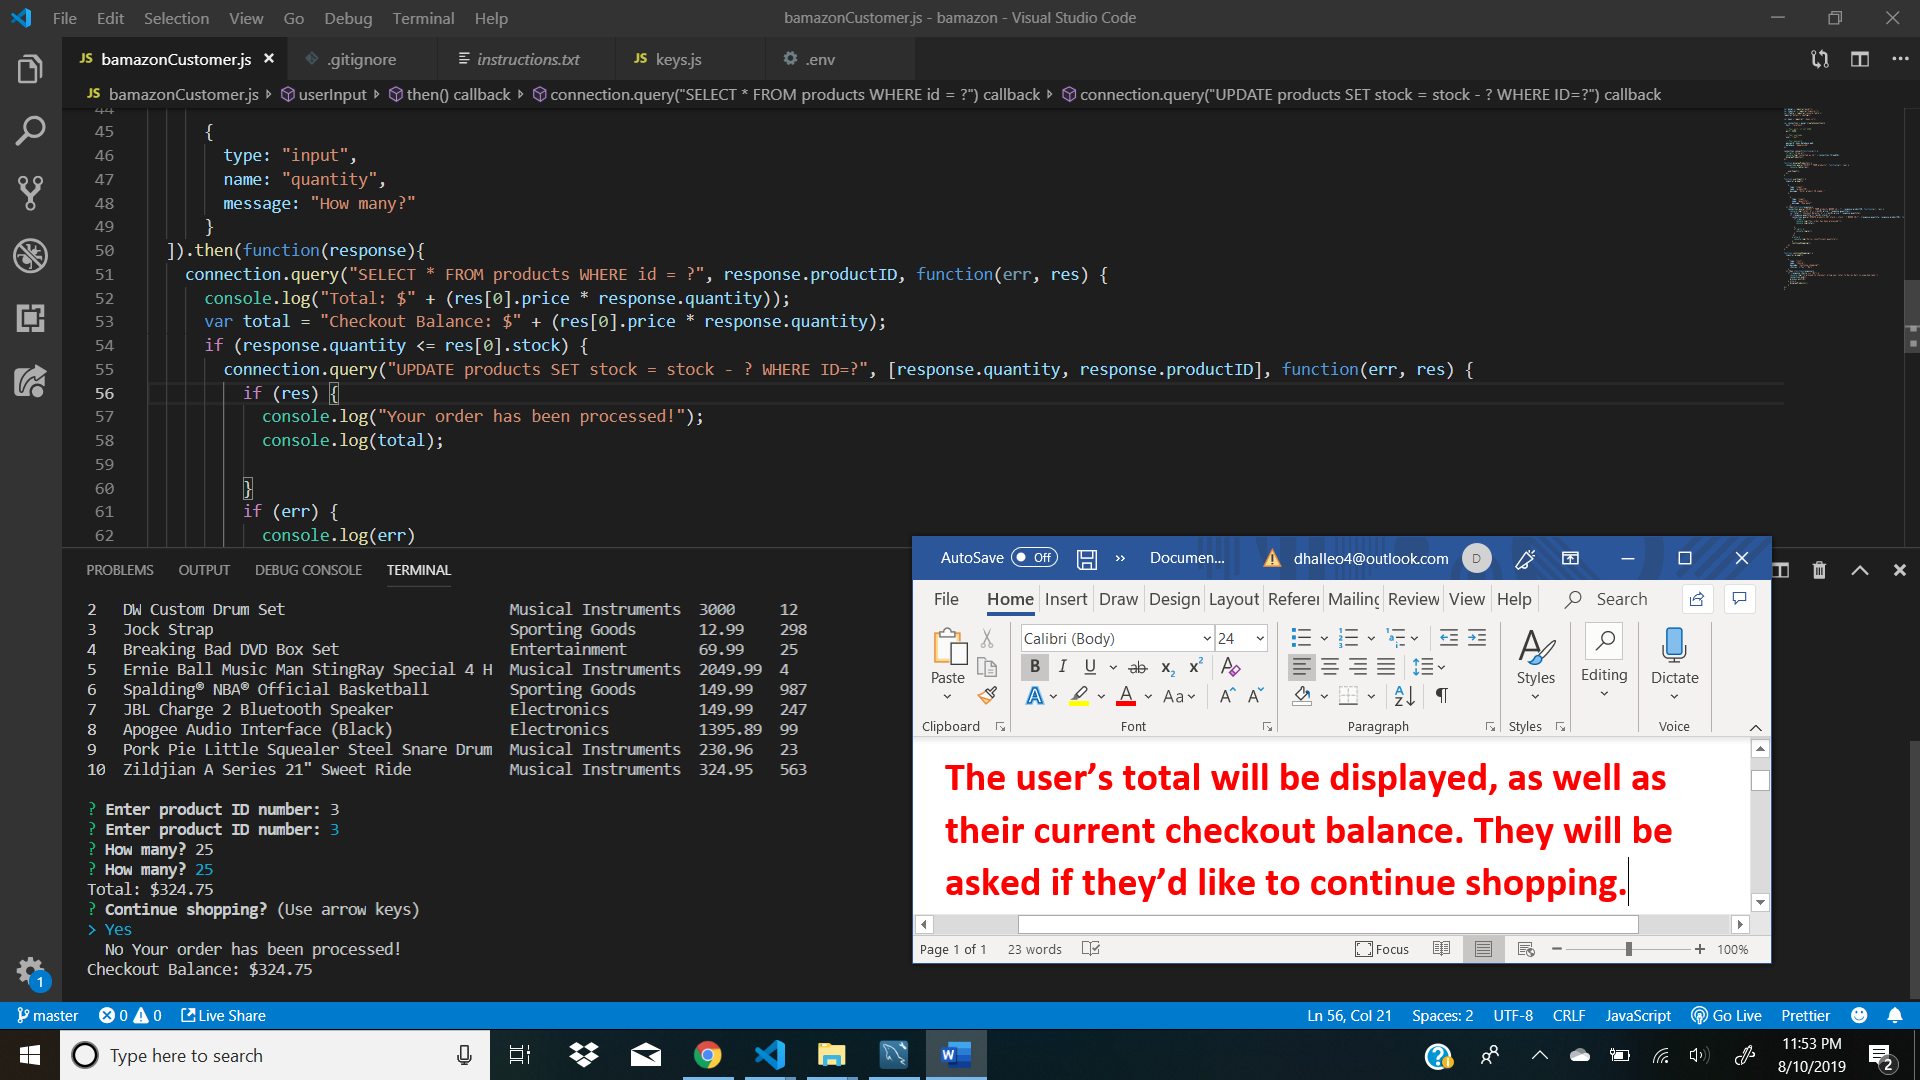 File Edit Selection View Go Debug Terminal Help bamazonCustomer.js - bamazon - Visual Studio Code
JS bamazonCustomer.js × .gitignore instructions.txt JS keys.js .env
JS bamazonCustomer.js › userInput › then() callback › connection.query("SELECT * FROM products WHERE id = ?") callback › connection.query("UPDATE products SET stock = stock - ? WHERE ID=?") callback
44
45 {
46 type: "input",
47 name: "quantity",
48 message: "How many?"
49 }
50 ]).then(function(response){
51 connection.query("SELECT * FROM products WHERE id = ?", response.productID, function(err, res) {
52 console.log("Total: $" + (res[0].price * response.quantity));
53 var total = "Checkout Balance: $" + (res[0].price * response.quantity);
54 if (response.quantity <= res[0].stock) {
55 connection.query("UPDATE products SET stock = stock - ? WHERE ID=?", [response.quantity, response.productID], function(err, res) {
56 if (res) {
57 console.log("Your order has been processed!");
58 console.log(total);
59
60 }
61 if (err) {
62 console.log(err)
PROBLEMS OUTPUT DEBUG CONSOLE TERMINAL
2 DW Custom Drum Set Musical Instruments 3000 12
3 Jock Strap Sporting Goods 12.99 298
4 Breaking Bad DVD Box Set Entertainment 69.99 25
5 Ernie Ball Music Man StingRay Special 4 H Musical Instruments 2049.99 4
6 Spalding® NBA® Official Basketball Sporting Goods 149.99 987
7 JBL Charge 2 Bluetooth Speaker Electronics 149.99 247
8 Apogee Audio Interface (Black) Electronics 1395.89 99
9 Pork Pie Little Squealer Steel Snare Drum Musical Instruments 230.96 23
10 Zildjian A Series 21" Sweet Ride Musical Instruments 324.95 563
? Enter product ID number: 3
? Enter product ID number: 3
? How many? 25
? How many? 25
Total: $324.75
? Continue shopping? (Use arrow keys)
> Yes
No Your order has been processed!
Checkout Balance: $324.75
AutoSave Off Documen... dhalleo4@outlook.com D
File Home Insert Draw Design Layout Referer Mailing Review View Help Search
Calibri (Body) 24
B I U ab x₂ x²
Paste Styles Editing Dictate
A A Aa A A
Clipboard Font Paragraph Styles Voice
The user’s total will be displayed, as well as
their current checkout balance. They will be
asked if they’d like to continue shopping.
Page 1 of 1 23 words Focus 100%
1
master 0 0 Live Share Ln 56, Col 21 Spaces: 2 UTF-8 CRLF JavaScript Go Live Prettier
Type here to search
11:53 PM
8/10/2019
2